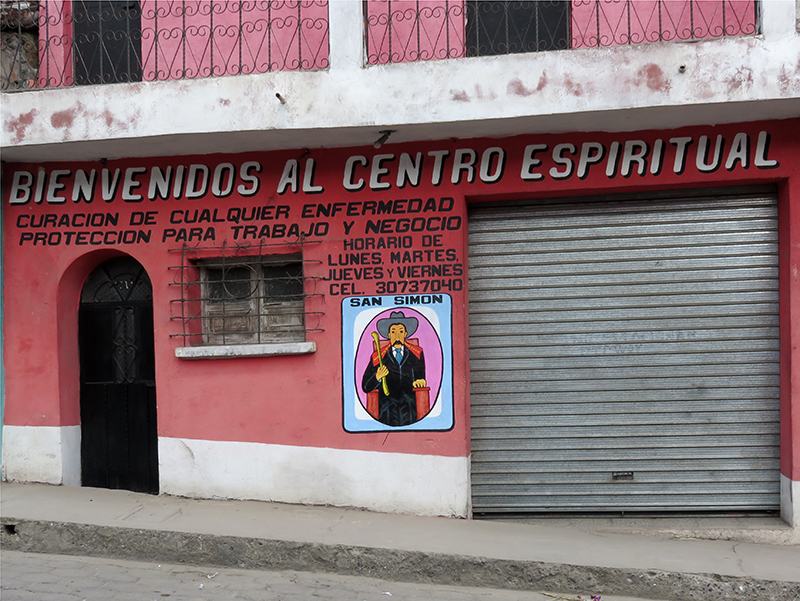 BIENVENIDOS AL CENTRO ESPIRITUAL
CURACION DE CUALQUIER ENFERMEDAD
PROTECCION PARA TRABAJO Y NEGOCIO
HORARIO DE
LUNES, MARTES,
JUEVES Y VIERNES
CEL. 30737040
SAN SIMON